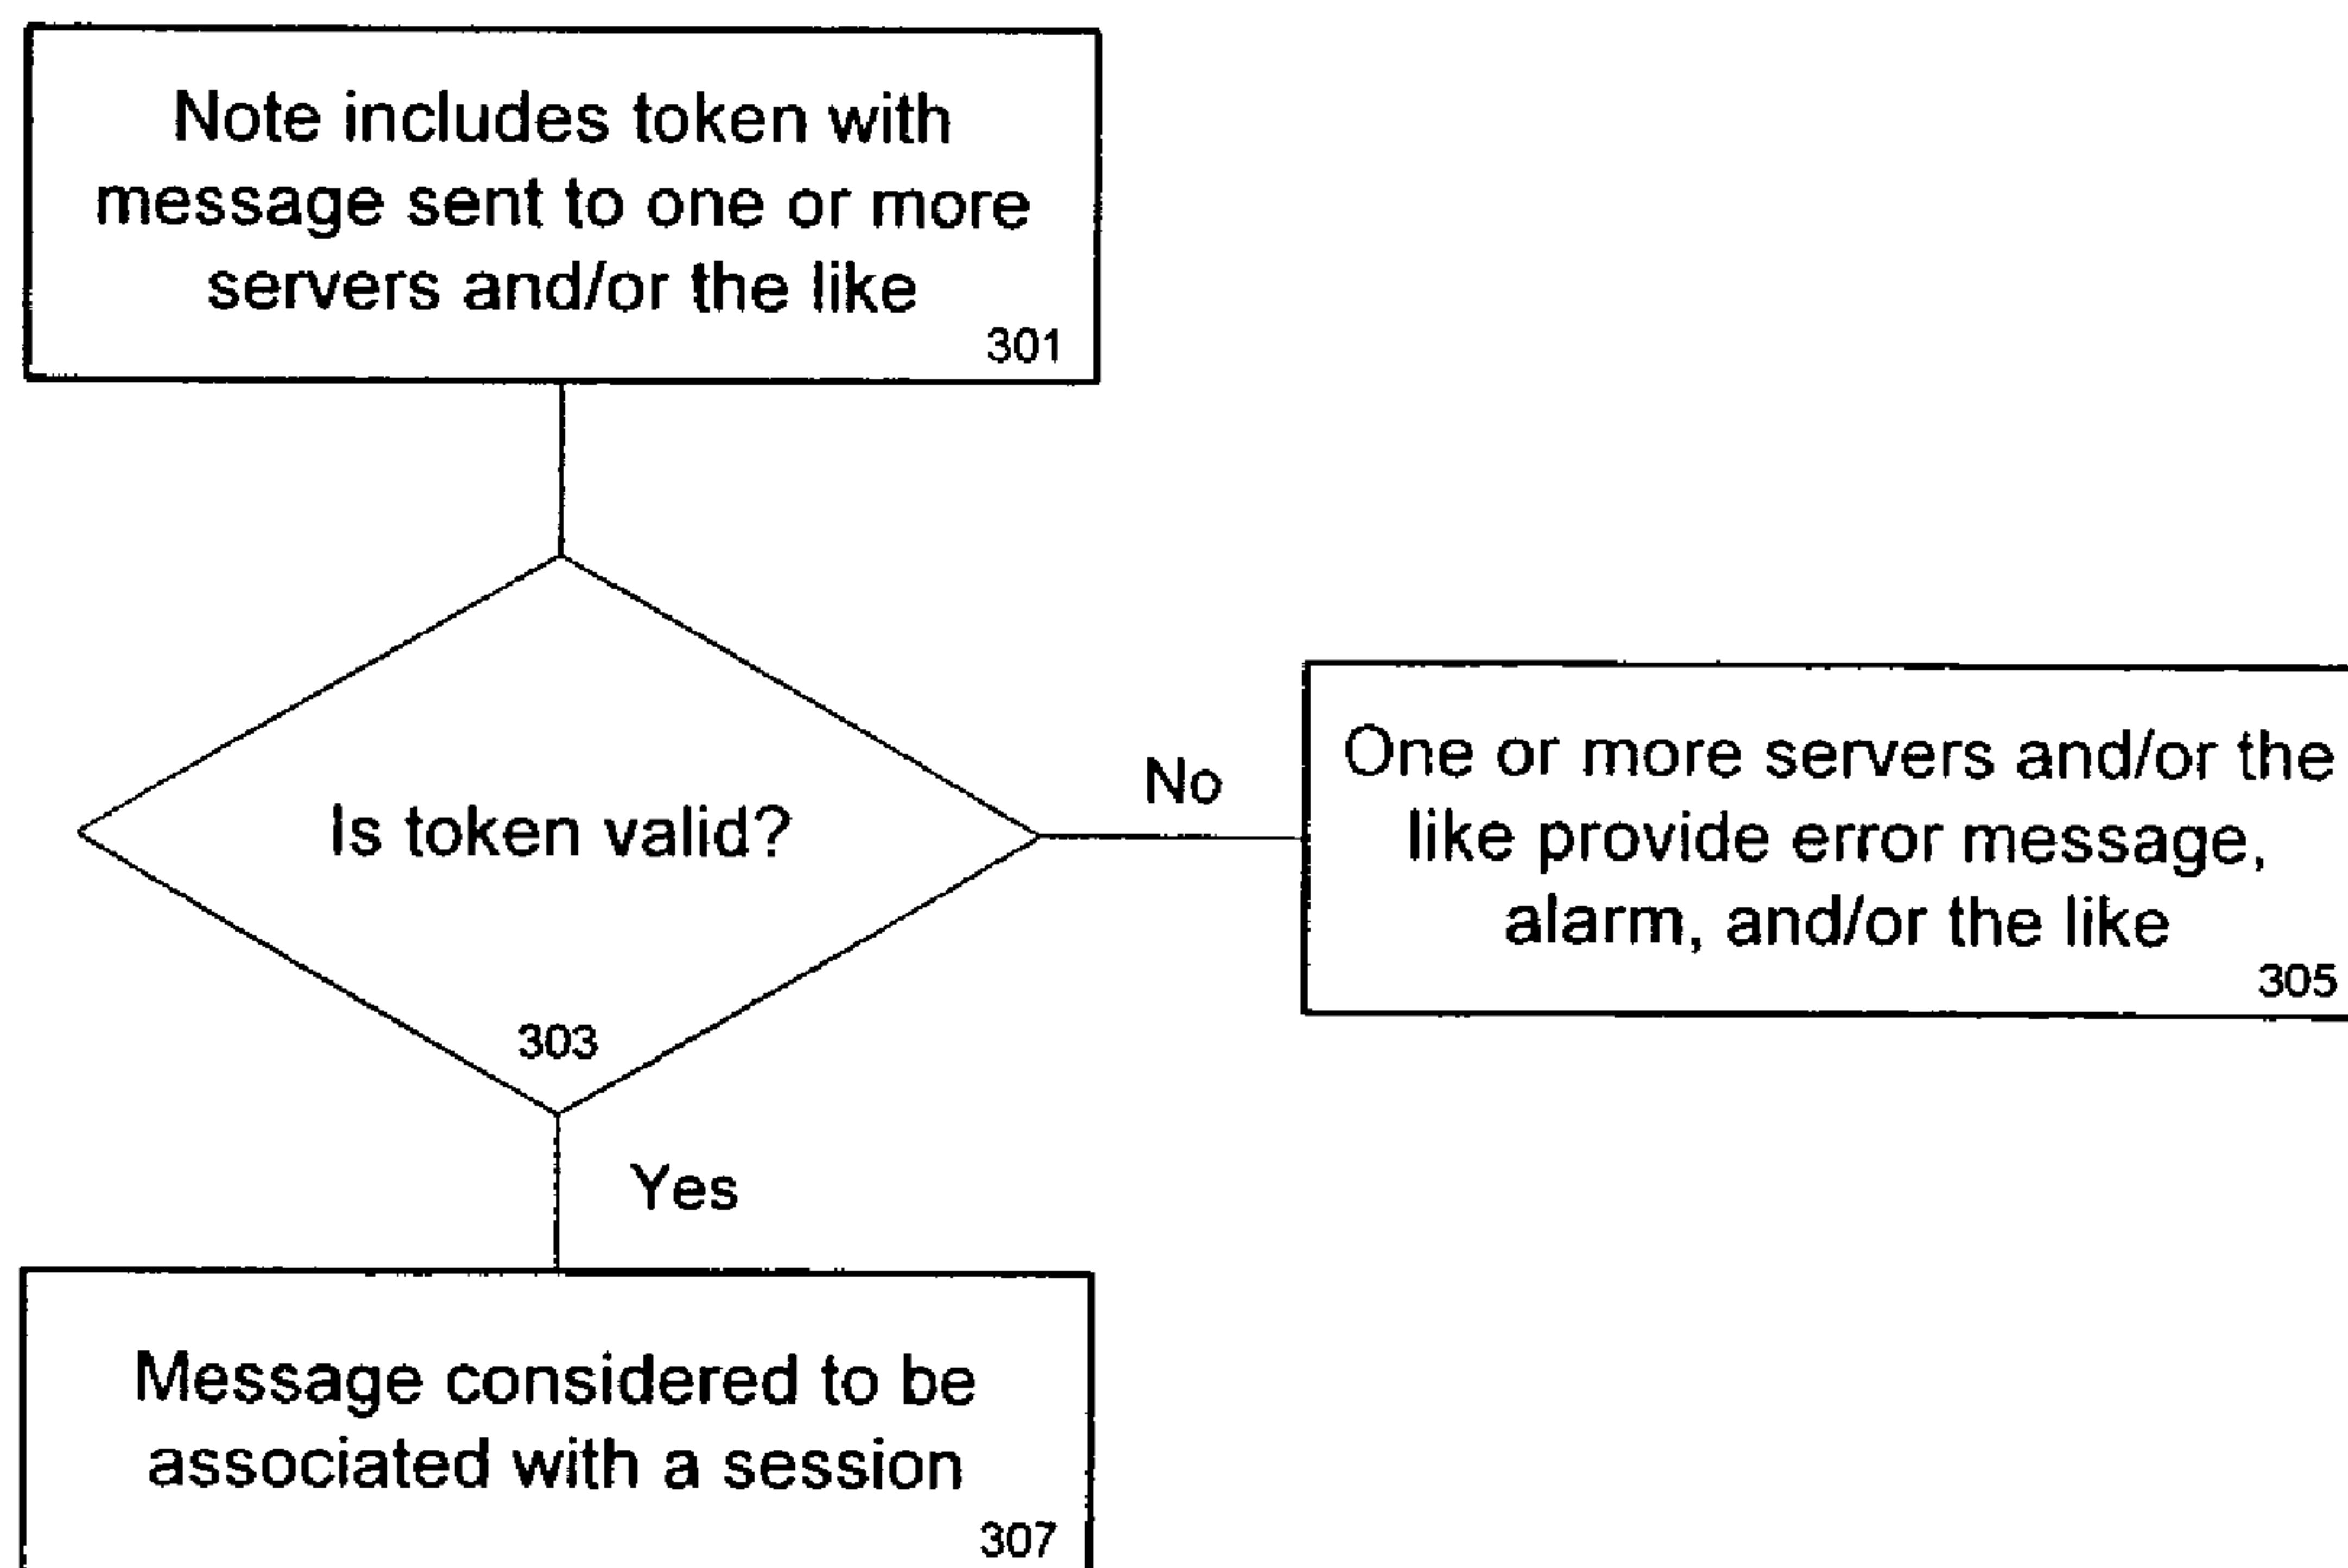 Note includes token with
message sent to one or more
servers and/or the like
301
Is token valid?
303
No
One or more servers and/or the
like provide error message,
alarm, and/or the like
305
Yes
Message considered to be
associated with a session
307